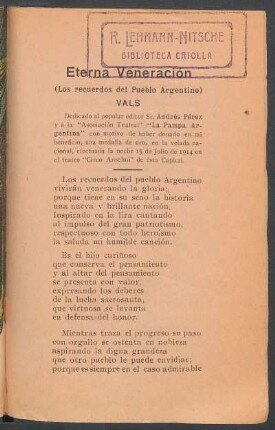 R. LEHMANN-NITSCHE
BIBLIOTECA CRIOLLA
Eterna Veneración
(Los recuerdos del Pueblo Argentino)
VALS
Dedicado al popular editor Sr. Andrés Pérez
y á la "Asociación Teatral" "La Pampa Ar-
gentina" con motivo de haber donado en mi
beneficio, una medalla de oro, en la velada na-
cional, efectuada la noche 15 de julio de 1914 en
el teatro "Circo Anselmi" de esta Capital.
Los recuerdos del pueblo Argentino
vivirán venerando la gloria;
porque tiene en su seno la historia
una nueva y brillante nación.
Inspirado en la lira cantando
al impulso del gran patriotismo,
respetuoso con todo heroismo
la saluda mi humilde canción.
Es el hijo cariñoso
que conserva el pensamiento
y al altar del pensamiento
se presenta con valor,
expresando los deberes
de la lucha sacrosanta,
que virtuosa se levanta
en defensa del honor.
Mientras traza el progreso su paso
con orgullo se ostenta en nobleza
aspirando la digna grandeza
que otro pueblo le puede envidiar;
porque es siempre en el caso admirable